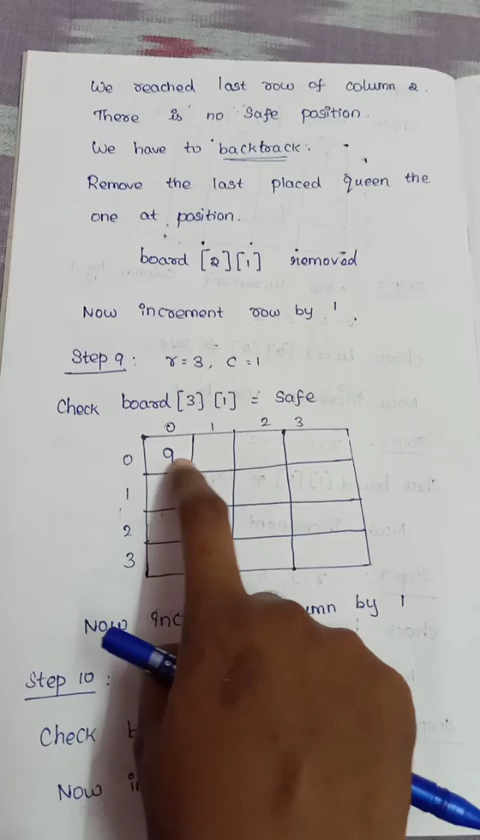 We reached last row of column 2.
There is no safe position.
We have to backtrack.
Remove the last placed queen the
one at position.
board [2][1] removed
Now increment row by 1.
Step 9: r=3, c=1
Check board[3][1] = Safe
0 1 2 3
0 q
1
2
3
Now inc umn by 1
Step 10:
Check b
Now in